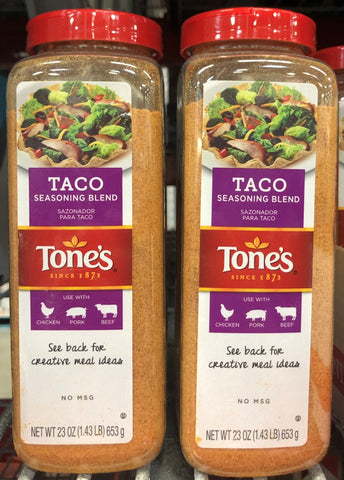 TACO
SEASONING BLEND
SAZONADOR
PARA TACO
Tone's®
SINCE 1873
USE WITH
CHICKEN PORK BEEF
See back for
creative meal ideas
NO MSG
NET WT 23 OZ (1.43 LB) 653 g
TACO
SEASONING BLEND
SAZONADOR
PARA TACO
Tone's®
SINCE 1873
USE WITH
CHICKEN PORK BEEF
See back for
creative meal ideas
NO MSG
NET WT 23 OZ (1.43 LB) 653 g